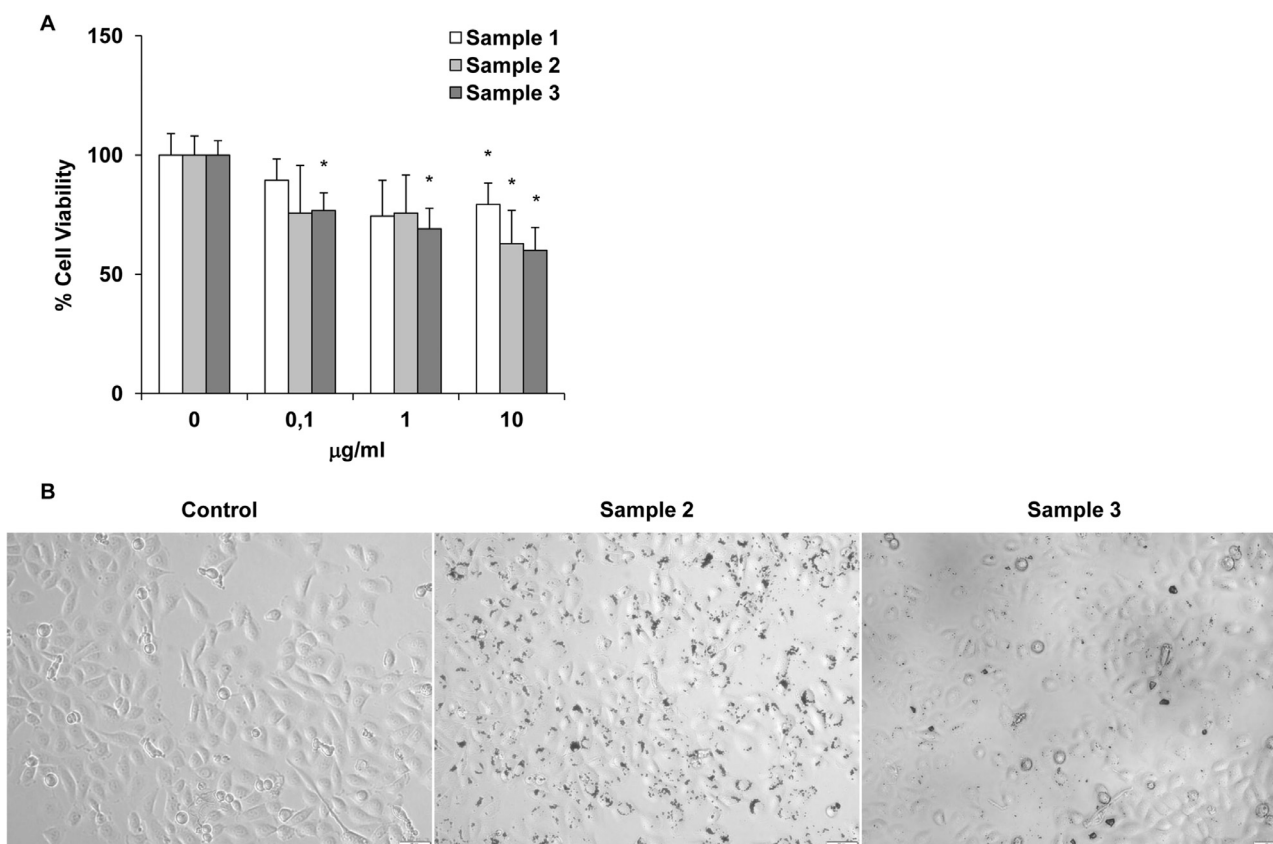 A
150
100
50
0
% Cell Viability
Sample 1
Sample 2
Sample 3
*
*
*
*
*
0 0,1 1 10
μg/ml
B
Control Sample 2 Sample 3